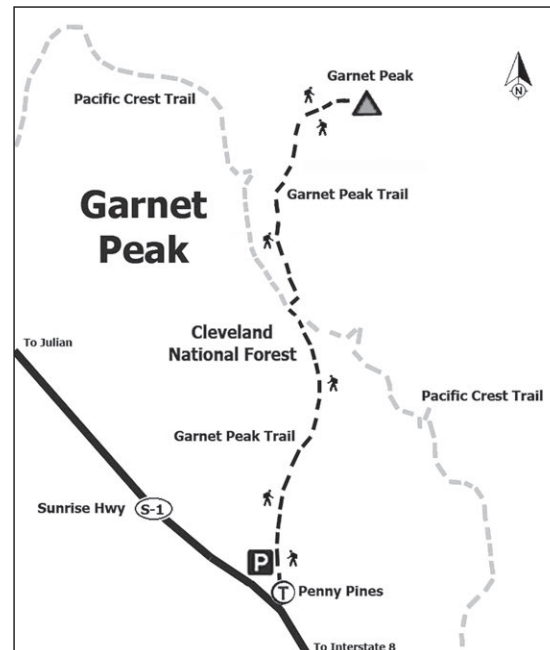 Garnet Peak
Pacific Crest Trail
N
Garnet Peak Trail
Garnet
Peak
Cleveland
National Forest
To Julian
Pacific Crest Trail
Garnet Peak Trail
Sunrise Hwy
S-1
P
T
Penny Pines
To Interstate 8